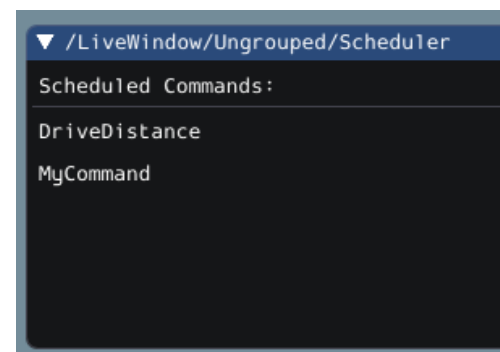 /LiveWindow/Ungrouped/Scheduler
Scheduled Commands:
DriveDistance
MyCommand